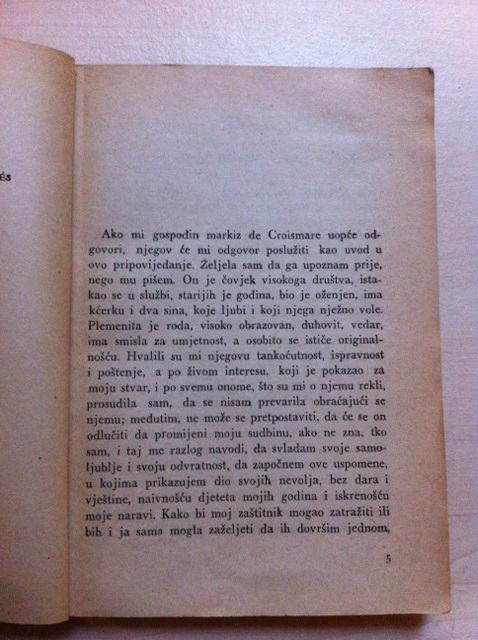 és
Ako mi gospodin markiz de Croismare uopće od-
govori, njegov će mi odgovor poslužiti kao uvod u
ovo pripovijedanje. Željela sam da ga upoznam prije,
nego mu pišem. On je čovjek visokoga društva, ista-
kao se u službi, starijih je godina, bio je oženjen, ima
kćerku i dva sina, koje ljubi i koji njega nježno vole.
Plemenita je roda, visoko obrazovan, duhovit, vedar,
ima smisla za umjetnost, a osobito se ističe original-
nošću. Hvalili su mi njegovu tankoćutnost, ispravnost
i poštenje, a po živom interesu, koji je pokazao za
moju stvar, i po svemu onome, što su mi o njemu rekli,
prosudila sam, da se nisam prevarila obraćajući se
njemu; međutim, ne može se pretpostaviti, da će se on
odlučiti da promijeni moju sudbinu, ako ne zna, tko
sam, i taj me razlog navodi, da svladam svoje samo-
ljublje i svoju odvratnost, da započnem ove uspomene,
u kojima prikazujem dio svojih nevolja, bez dara i
vještine, naivnošću djeteta mojih godina i iskrenošću
moje naravi. Kako bi moj zaštitnik mogao zatražiti ili
bih i ja sama mogla zaželjeti da ih dovršim jednom,
5